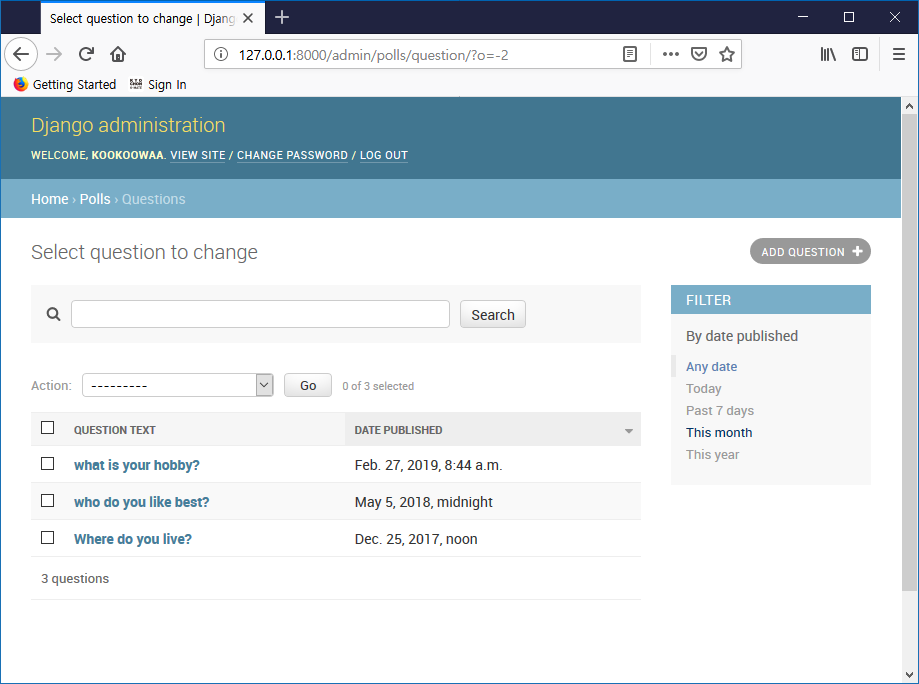 Select question to change | Djang
127.0.0.1:8000/admin/polls/question/?o=-2
Getting Started Sign In
Django administration
WELCOME, KOOKOOWAA. VIEW SITE / CHANGE PASSWORD / LOG OUT
Home › Polls › Questions
Select question to change
ADD QUESTION +
Search
Action: --------- Go 0 of 3 selected
QUESTION TEXT DATE PUBLISHED
what is your hobby? Feb. 27, 2019, 8:44 a.m.
who do you like best? May 5, 2018, midnight
Where do you live? Dec. 25, 2017, noon
3 questions
FILTER
By date published
Any date
Today
Past 7 days
This month
This year